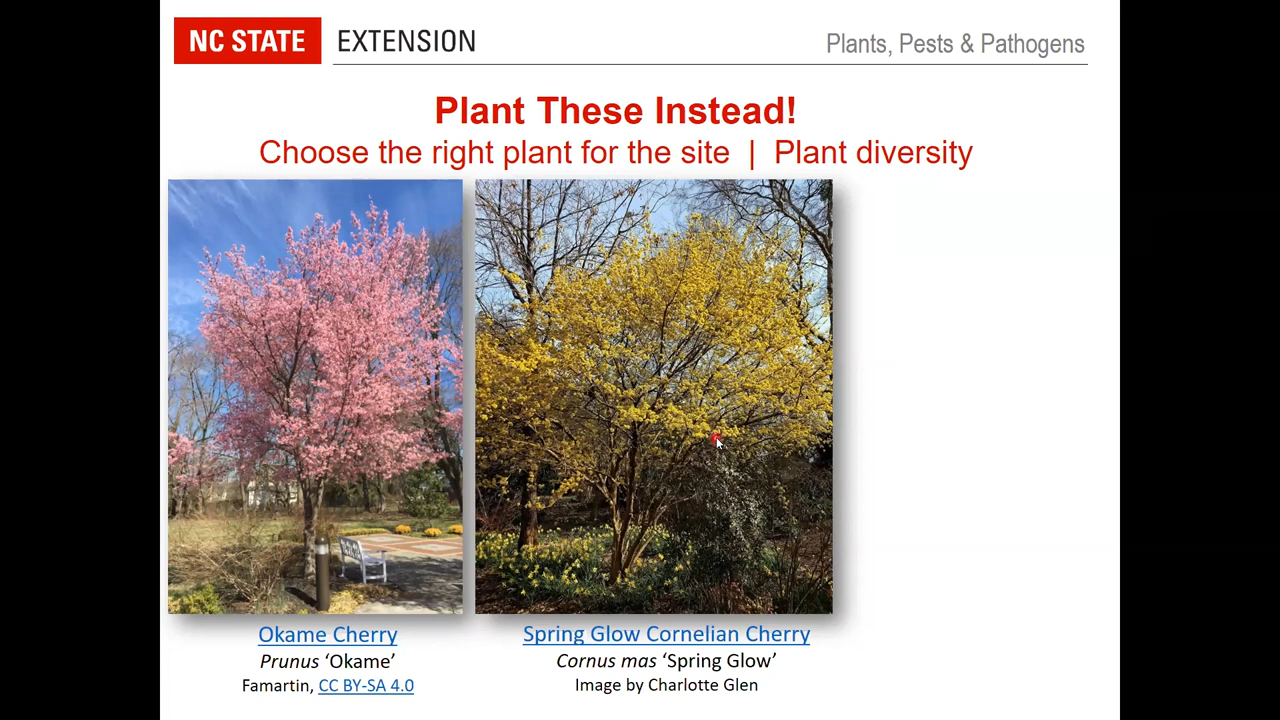 NC STATE EXTENSION
Plants, Pests & Pathogens
Plant These Instead!
Choose the right plant for the site | Plant diversity
Okame Cherry
Prunus ‘Okame’
Famartin, CC BY-SA 4.0
Spring Glow Cornelian Cherry
Cornus mas ‘Spring Glow’
Image by Charlotte Glen